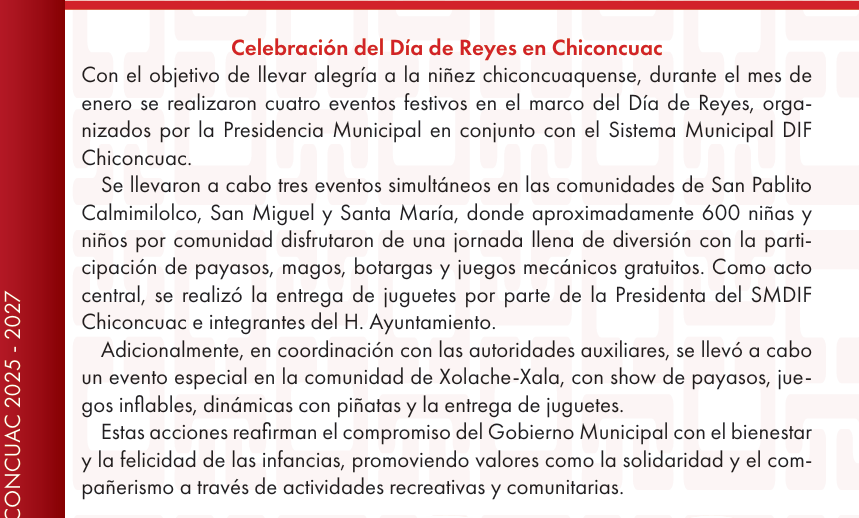 Celebración del Día de Reyes en Chiconcuac
Con el objetivo de llevar alegría a la niñez chiconcuaquense, durante el mes de
enero se realizaron cuatro eventos festivos en el marco del Día de Reyes, orga-
nizados por la Presidencia Municipal en conjunto con el Sistema Municipal DIF
Chiconcuac.
Se llevaron a cabo tres eventos simultáneos en las comunidades de San Pablito
Calmimilolco, San Miguel y Santa María, donde aproximadamente 600 niñas y
niños por comunidad disfrutaron de una jornada llena de diversión con la parti-
cipación de payasos, magos, botargas y juegos mecánicos gratuitos. Como acto
central, se realizó la entrega de juguetes por parte de la Presidenta del SMDIF
Chiconcuac e integrantes del H. Ayuntamiento.
Adicionalmente, en coordinación con las autoridades auxiliares, se llevó a cabo
un evento especial en la comunidad de Xolache-Xala, con show de payasos, jue-
gos inflables, dinámicas con piñatas y la entrega de juguetes.
Estas acciones reafirman el compromiso del Gobierno Municipal con el bienestar
y la felicidad de las infancias, promoviendo valores como la solidaridad y el com-
pañerismo a través de actividades recreativas y comunitarias.
CONCUAC 2025 - 2027